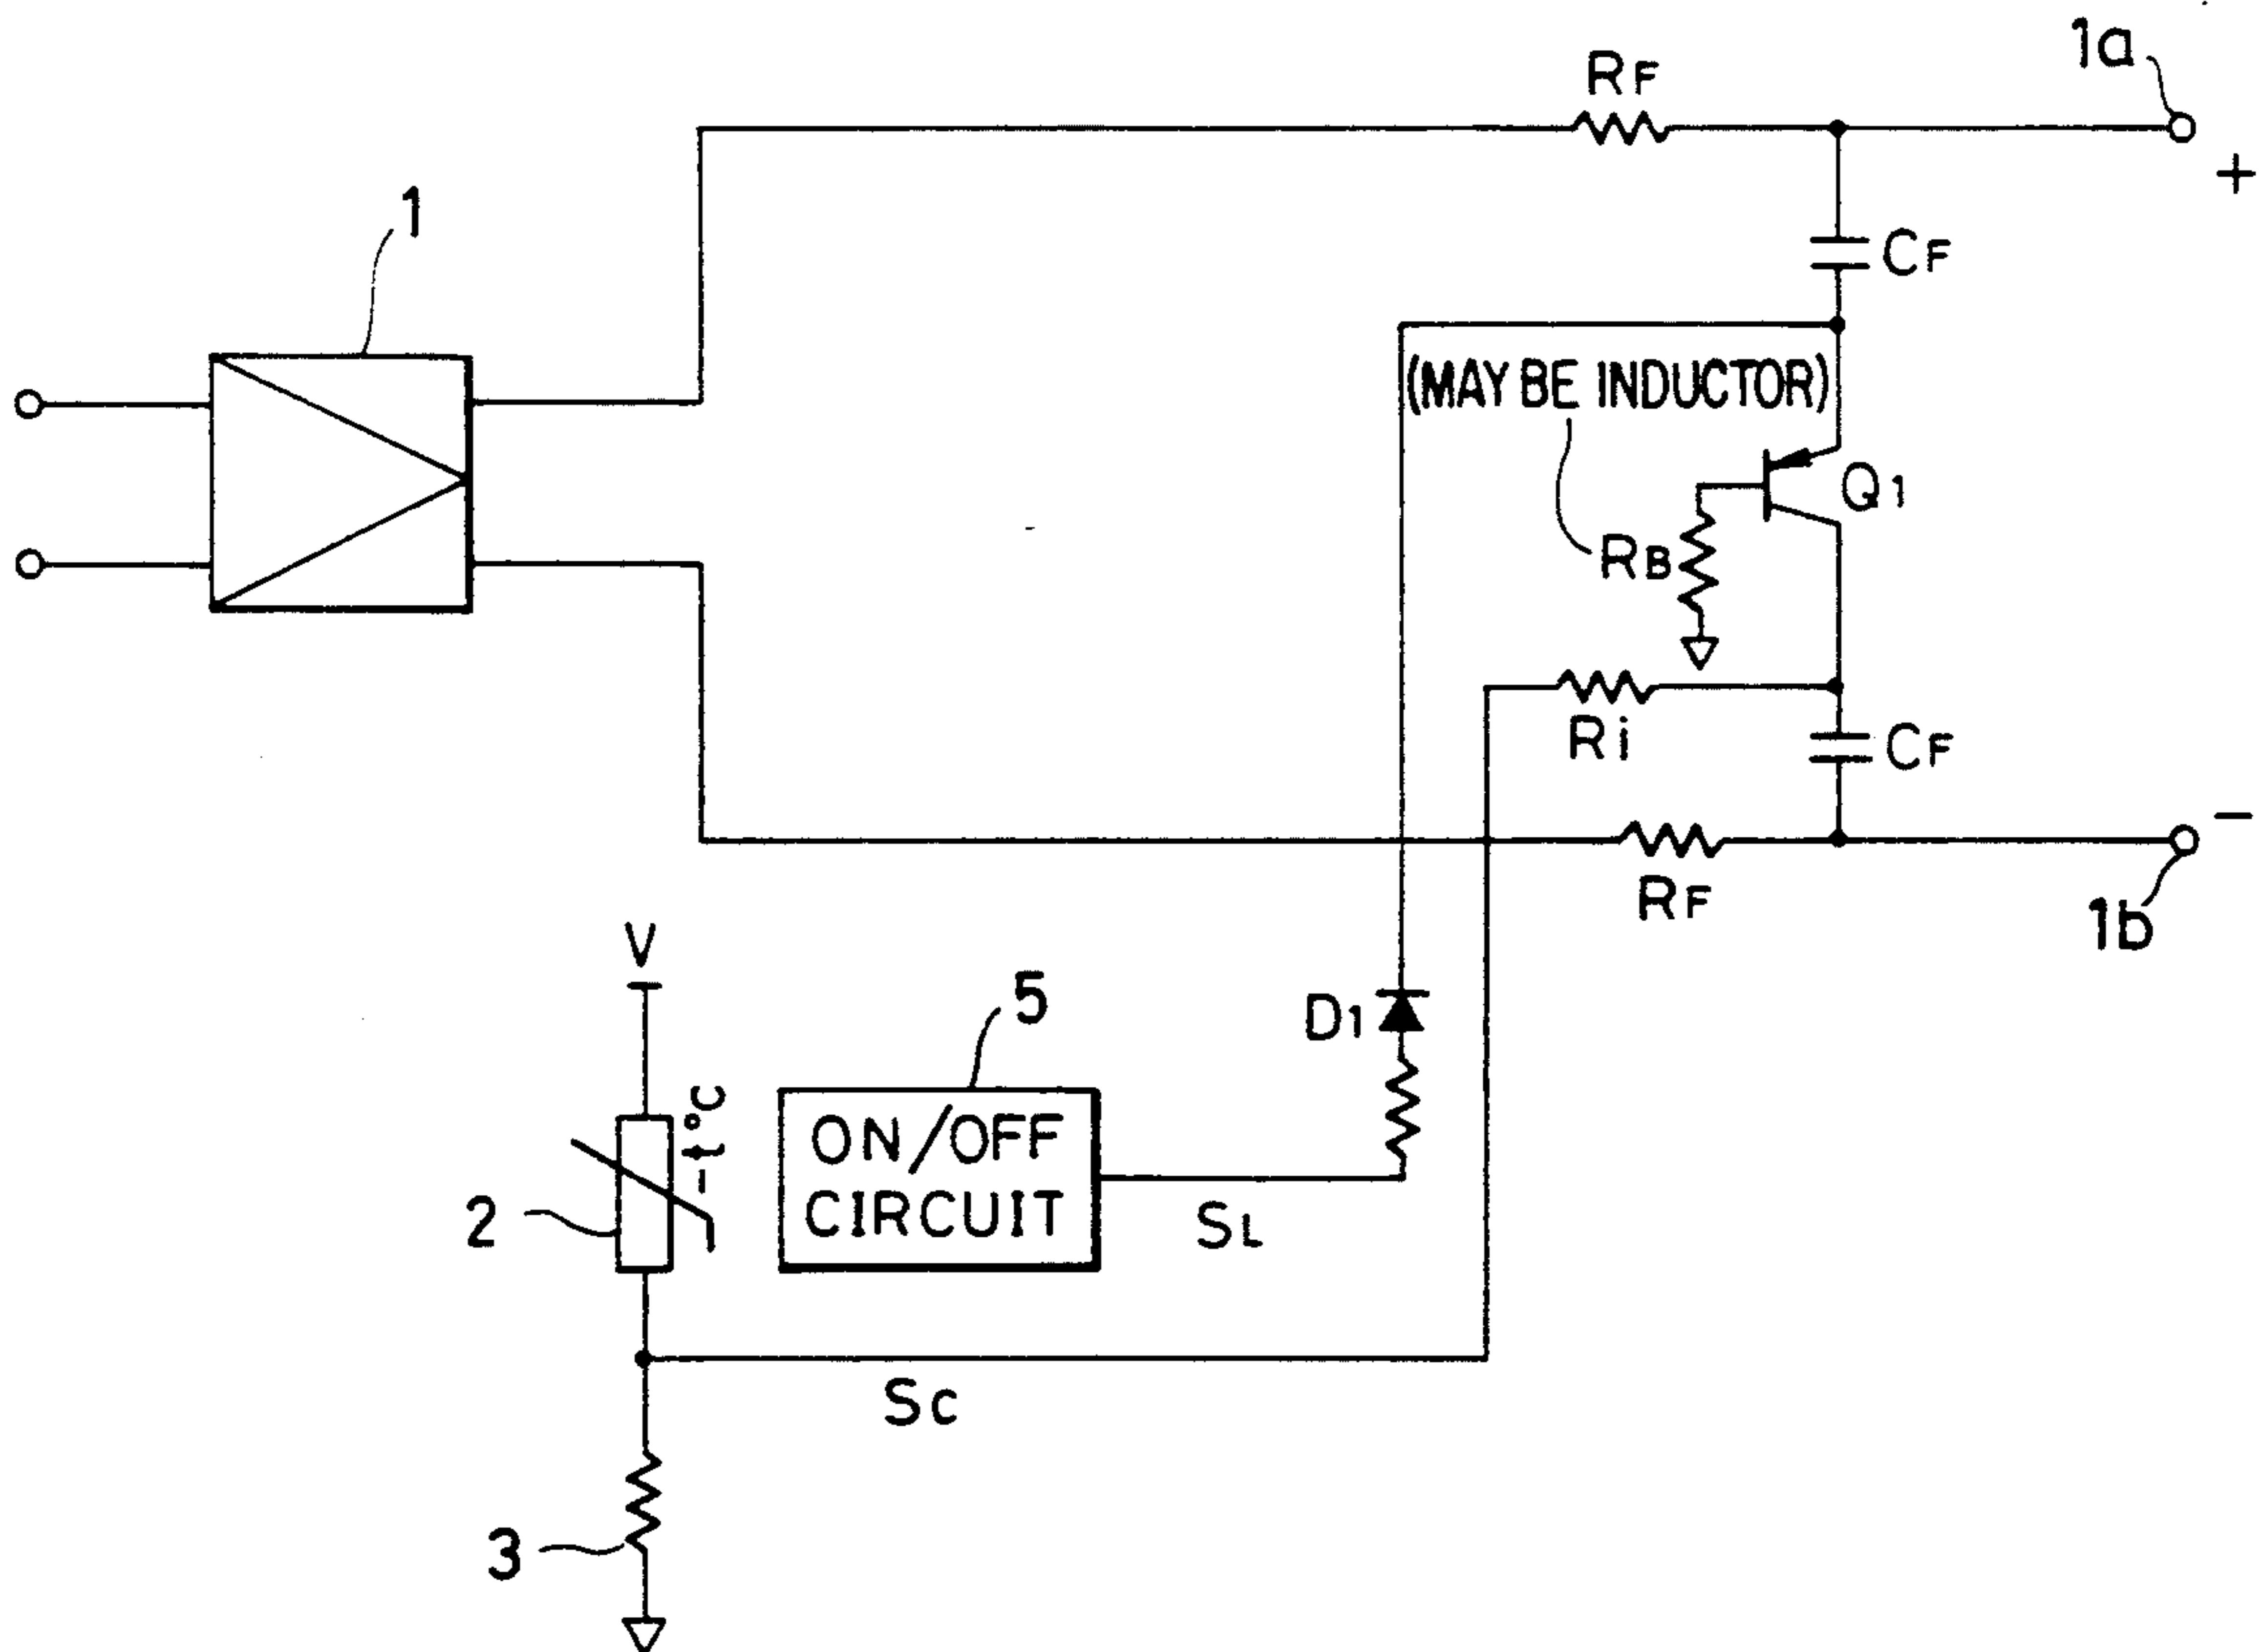 1a
RF
+
1
CF
(MAY BE INDUCTOR)
Q1
RB
Ri
CF
−
RF
1b
V
5
D1
-t°C
ON/OFF
CIRCUIT
2
SL
Sc
3